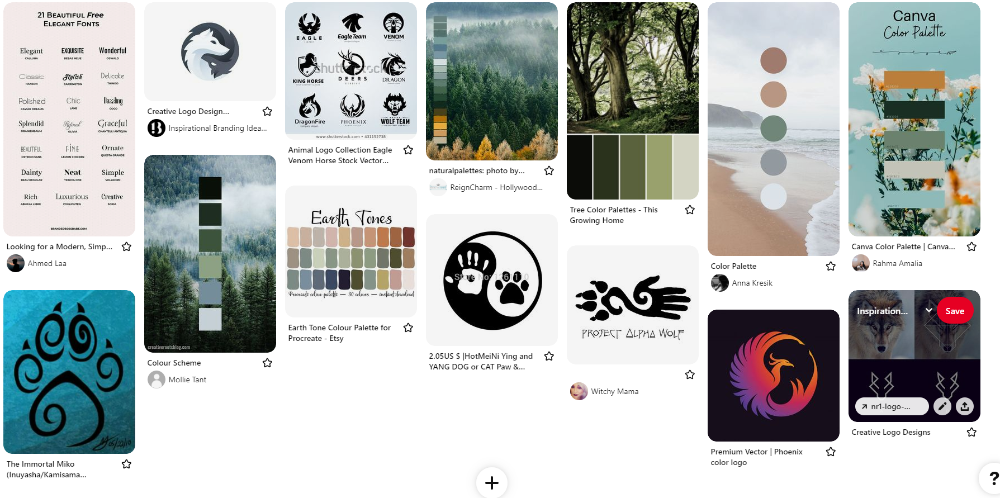 21 Beautiful Free
Elegant Fonts
Elegant
CALLUNA
EXQUISITE
BEBAS NEUE
Wonderful
OSWALD
Classic
HANSON
Stylish
CARRINGTON
Delicate
THINOO
Polished
CAVIAR DREAMS
Chic
LANE
Dazzling
COCO
Splendid
ORANIENBAUM
Refined
OLIVIA
Graceful
CHANTELLI ANTIQUA
BEAUTIFUL
OSTRICH SANS
FINE
LEMON CHICKEN
Ornate
QUESTA GRANDE
Dainty
BEAU REGULAR
Neat
YESEVA ONE
Simple
VOLLKORN
Rich
ABHAYA LIBRE
Luxurious
FOGLIGHTEN
Creative
SORIA
BRANDEDBOSSBABE.COM
Looking for a Modern, Simp...
Ahmed Laa
05/22/10
The Immortal Miko
(Inuyasha/Kamisama...
Creative Logo Design...
Inspirational Branding Idea...
creativerootsblog.com
Colour Scheme
Mollie Tant
EAGLE
Eagle Team
VENOM
shutterstock
KING HORSE
DEERS
STUDIOS
DRAGON
DragonFire
PHOENIX
WOLF TEAM
www.shutterstock.com • 431152738
Animal Logo Collection Eagle
Venom Horse Stock Vector...
Earth Tones
Procreate colour palette — 30 colours — instant download
Earth Tone Colour Palette for
Procreate - Etsy
naturalpalettes: photo by...
ReignCharm - Hollywood...
Store No: 1261110
2.05US $ |HotMeiNi Ying and
YANG DOG or CAT Paw &...
Tree Color Palettes - This
Growing Home
PROJECT ALPHA WOLF
Witchy Mama
Color Palette
Anna Kresik
Premium Vector | Phoenix
color logo
Canva
Color Palette
Canva Color Palette | Canva...
Rahma Amalia
Inspiration...
Save
nr1-logo-...
Creative Logo Designs
?